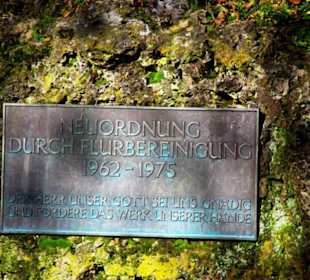 NEUORDNUNG
DURCH FLURBEREINIGUNG
1962-1975
DER HERR UNSER GOTT SEI UNS GNÄDIG
UND FÖRDERE DAS WERK UNSERER HÄNDE